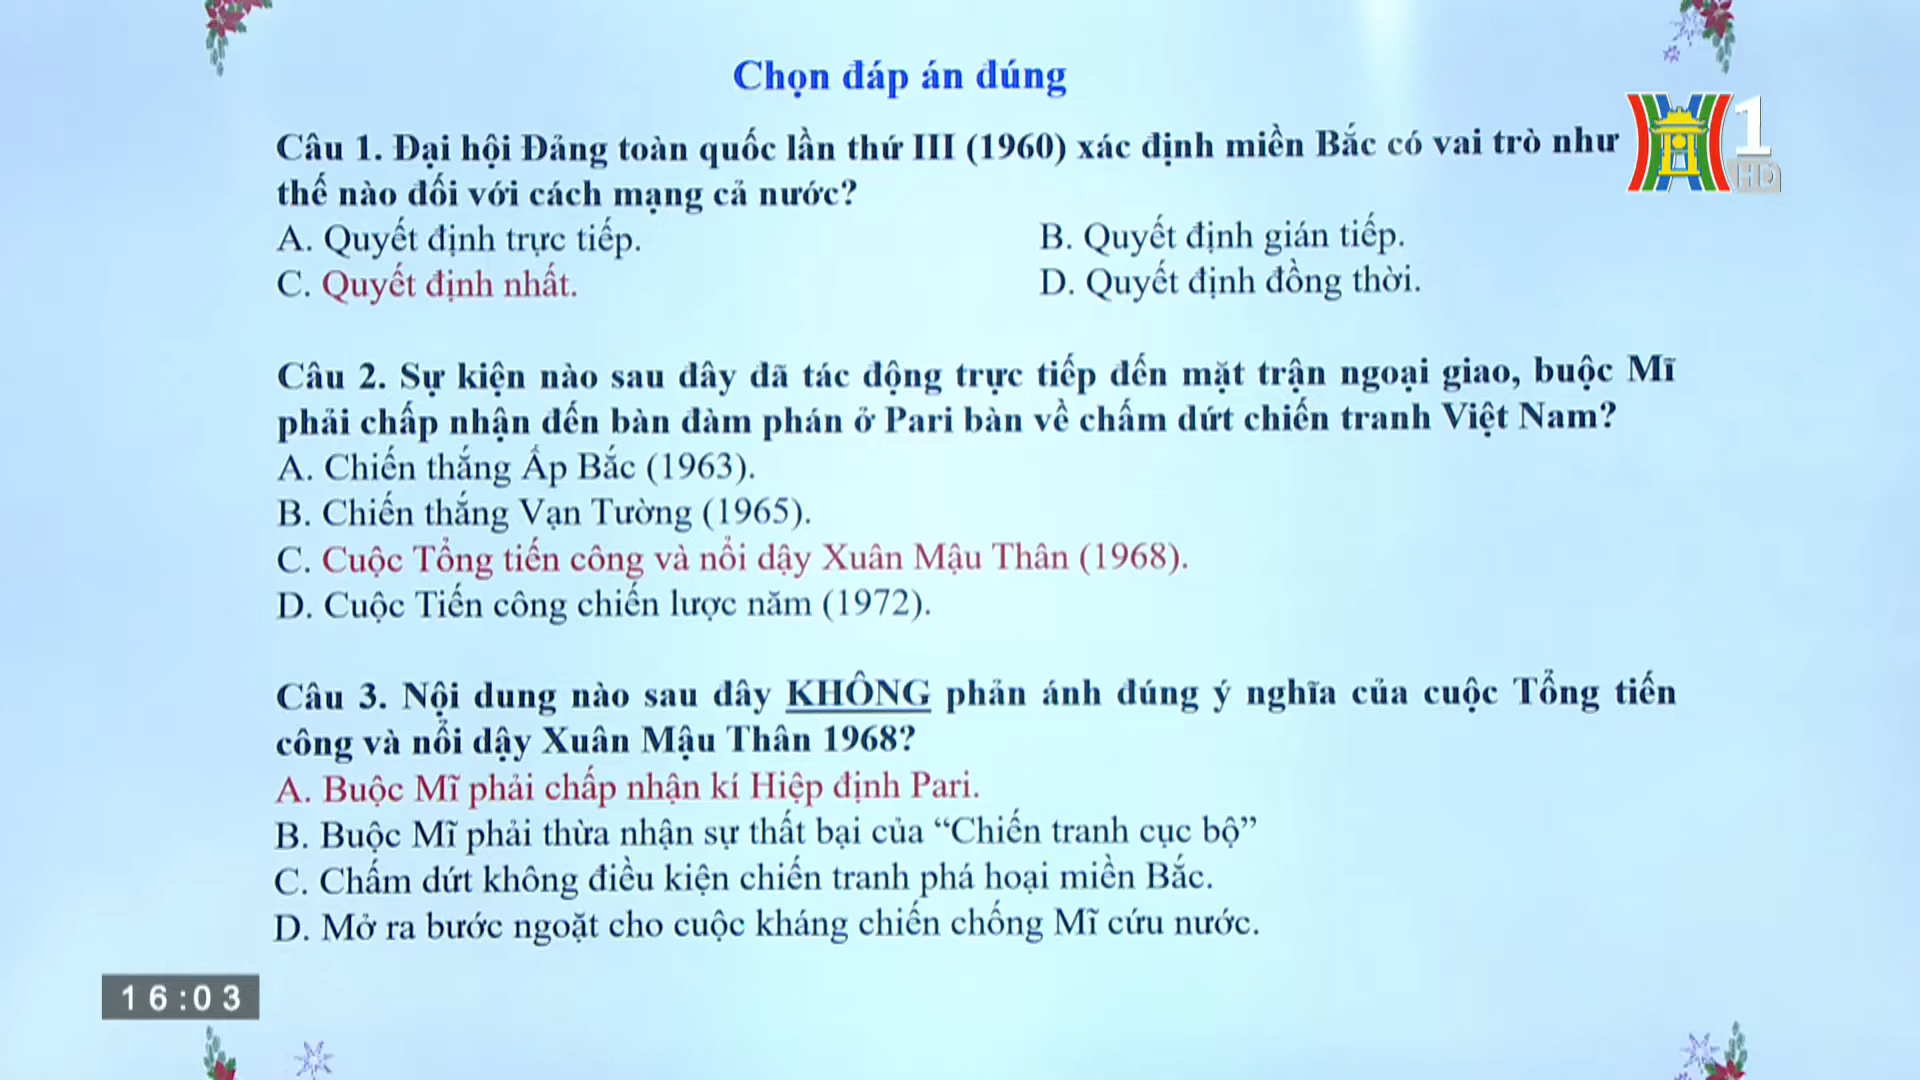 Chọn đáp án đúng
Câu 1. Đại hội Đảng toàn quốc lần thứ III (1960) xác định miền Bắc có vai trò như
thế nào đối với cách mạng cả nước?
A. Quyết định trực tiếp. B. Quyết định gián tiếp.
C. Quyết định nhất. D. Quyết định đồng thời.
Câu 2. Sự kiện nào sau đây đã tác động trực tiếp đến mặt trận ngoại giao, buộc Mĩ
phải chấp nhận đến bàn đàm phán ở Pari bàn về chấm dứt chiến tranh Việt Nam?
A. Chiến thắng Ấp Bắc (1963).
B. Chiến thắng Vạn Tường (1965).
C. Cuộc Tổng tiến công và nổi dậy Xuân Mậu Thân (1968).
D. Cuộc Tiến công chiến lược năm (1972).
Câu 3. Nội dung nào sau đây KHÔNG phản ánh đúng ý nghĩa của cuộc Tổng tiến
công và nổi dậy Xuân Mậu Thân 1968?
A. Buộc Mĩ phải chấp nhận kí Hiệp định Pari.
B. Buộc Mĩ phải thừa nhận sự thất bại của “Chiến tranh cục bộ”
C. Chấm dứt không điều kiện chiến tranh phá hoại miền Bắc.
D. Mở ra bước ngoặt cho cuộc kháng chiến chống Mĩ cứu nước.
H 1
HD
16:03